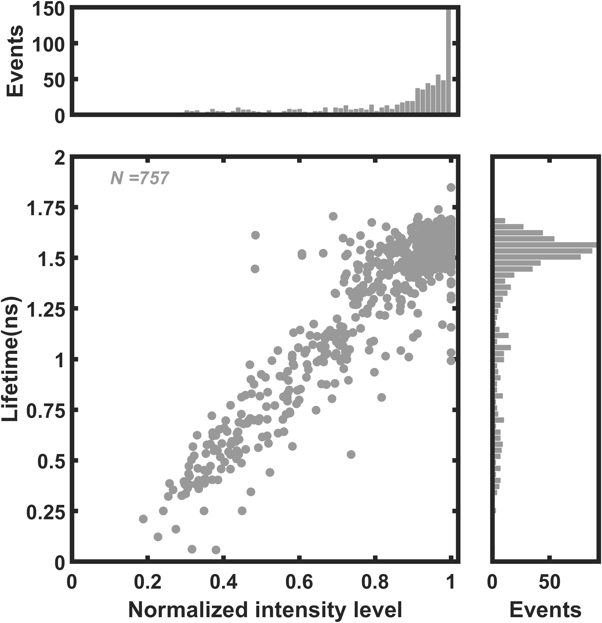 150
100
50
0
Events
2
1.75
1.5
1.25
1
0.75
0.5
0.25
0
Lifetime(ns)
N =757
0 0.2 0.4 0.6 0.8 1
Normalized intensity level
0 50
Events